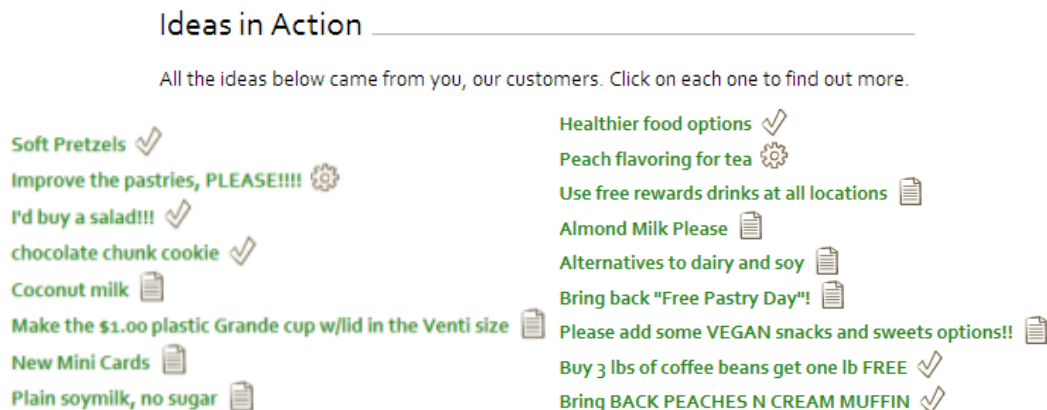 Ideas in Action
All the ideas below came from you, our customers. Click on each one to find out more.
Soft Pretzels
Improve the pastries, PLEASE!!!!
I'd buy a salad!!!
chocolate chunk cookie
Coconut milk
Make the $1.00 plastic Grande cup w/lid in the Venti size
New Mini Cards
Plain soymilk, no sugar
Healthier food options
Peach flavoring for tea
Use free rewards drinks at all locations
Almond Milk Please
Alternatives to dairy and soy
Bring back "Free Pastry Day"!
Please add some VEGAN snacks and sweets options!!
Buy 3 lbs of coffee beans get one lb FREE
Bring BACK PEACHES N CREAM MUFFIN